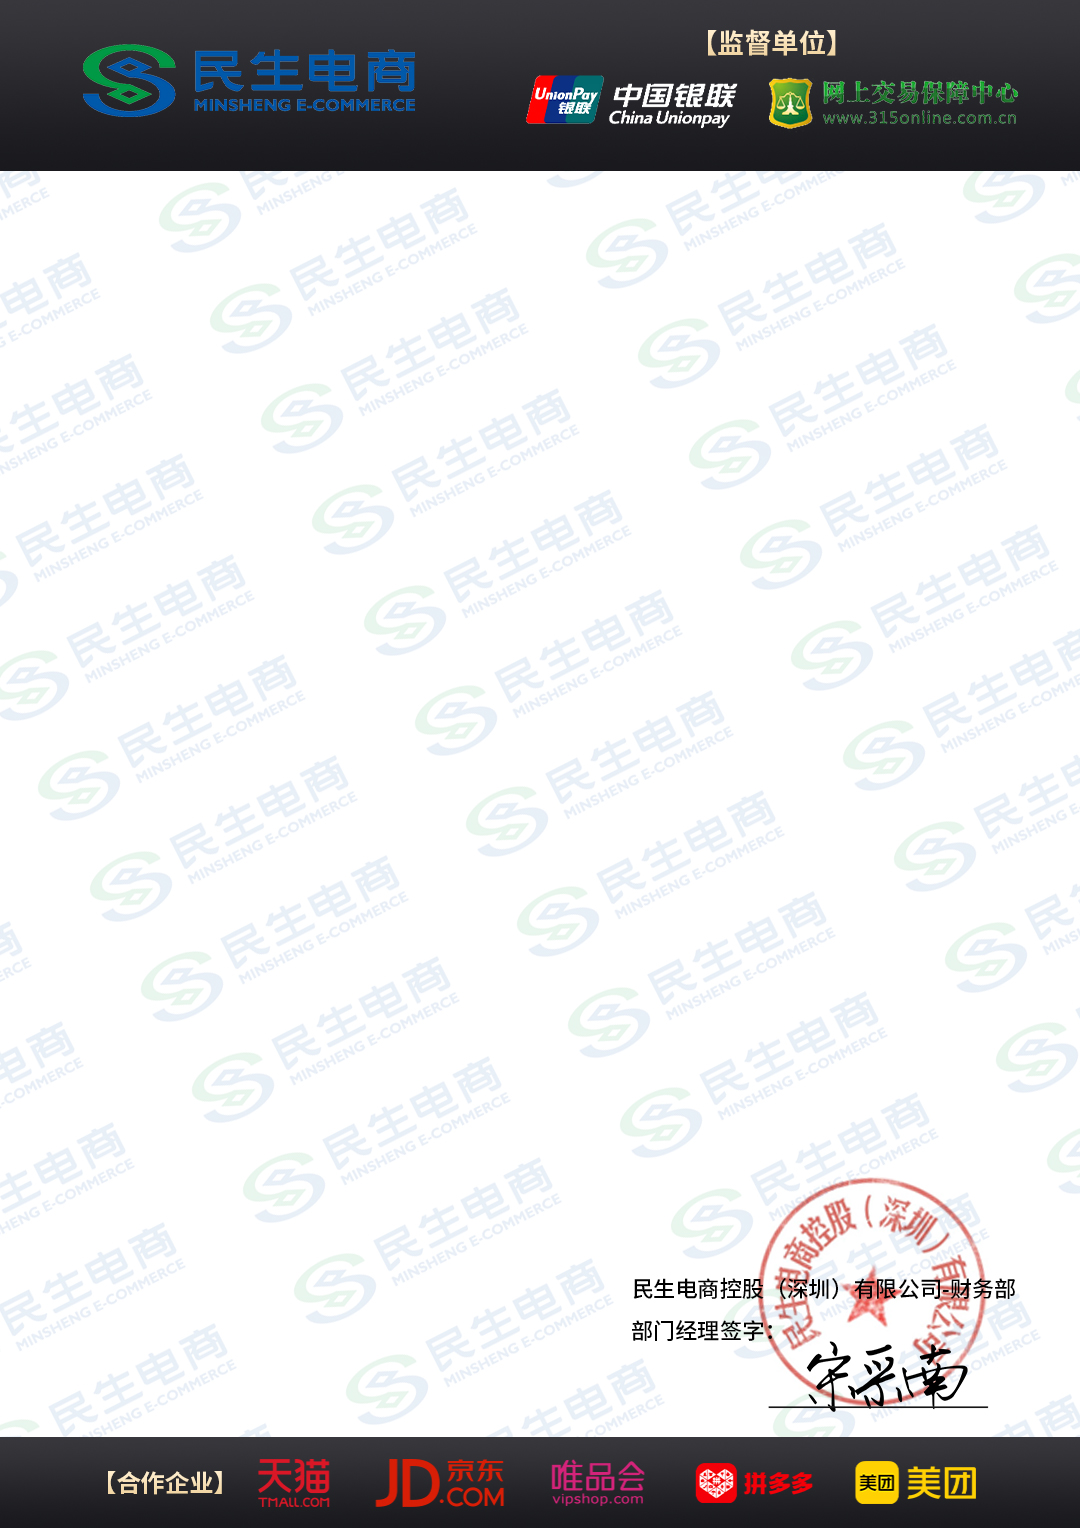 民生电商
MINSHENG E-COMMERCE
【监督单位】
UnionPay
银联
中国银联
China Unionpay
网上交易保障中心
www.315online.com.cn
民生电商控股（深圳）有限公司
民生电商控股（深圳）有限公司-财务部
部门经理签字：
宋采南
【合作企业】
天猫
TMALL.COM
JD.COM
京东
唯品会
vipshop.com
拼
拼多多
美团
美团